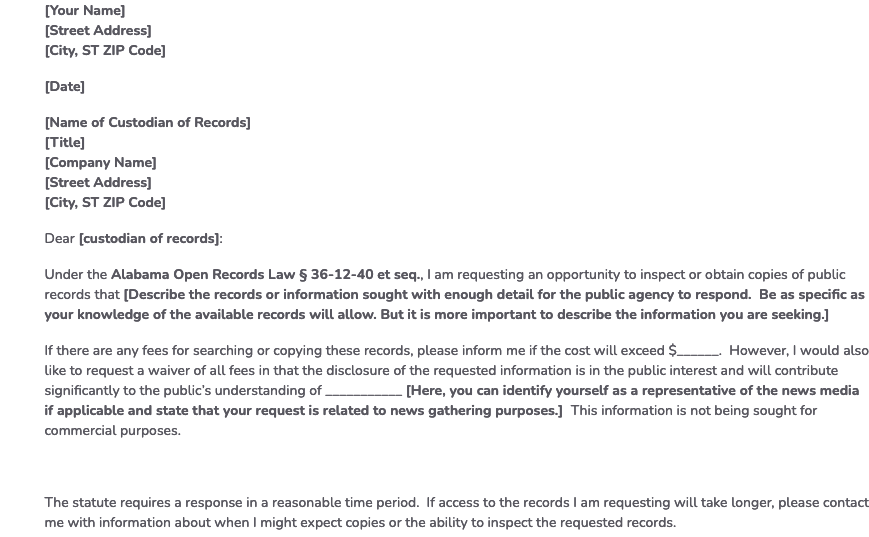 [Your Name]
[Street Address]
[City, ST ZIP Code]
[Date]
[Name of Custodian of Records]
[Title]
[Company Name]
[Street Address]
[City, ST ZIP Code]
Dear [custodian of records]:
Under the Alabama Open Records Law § 36-12-40 et seq., I am requesting an opportunity to inspect or obtain copies of public
records that [Describe the records or information sought with enough detail for the public agency to respond.  Be as specific as
your knowledge of the available records will allow. But it is more important to describe the information you are seeking.]
If there are any fees for searching or copying these records, please inform me if the cost will exceed $______.  However, I would also
like to request a waiver of all fees in that the disclosure of the requested information is in the public interest and will contribute
significantly to the public's understanding of ___________ [Here, you can identify yourself as a representative of the news media
if applicable and state that your request is related to news gathering purposes.]  This information is not being sought for
commercial purposes.
The statute requires a response in a reasonable time period.  If access to the records I am requesting will take longer, please contact
me with information about when I might expect copies or the ability to inspect the requested records.